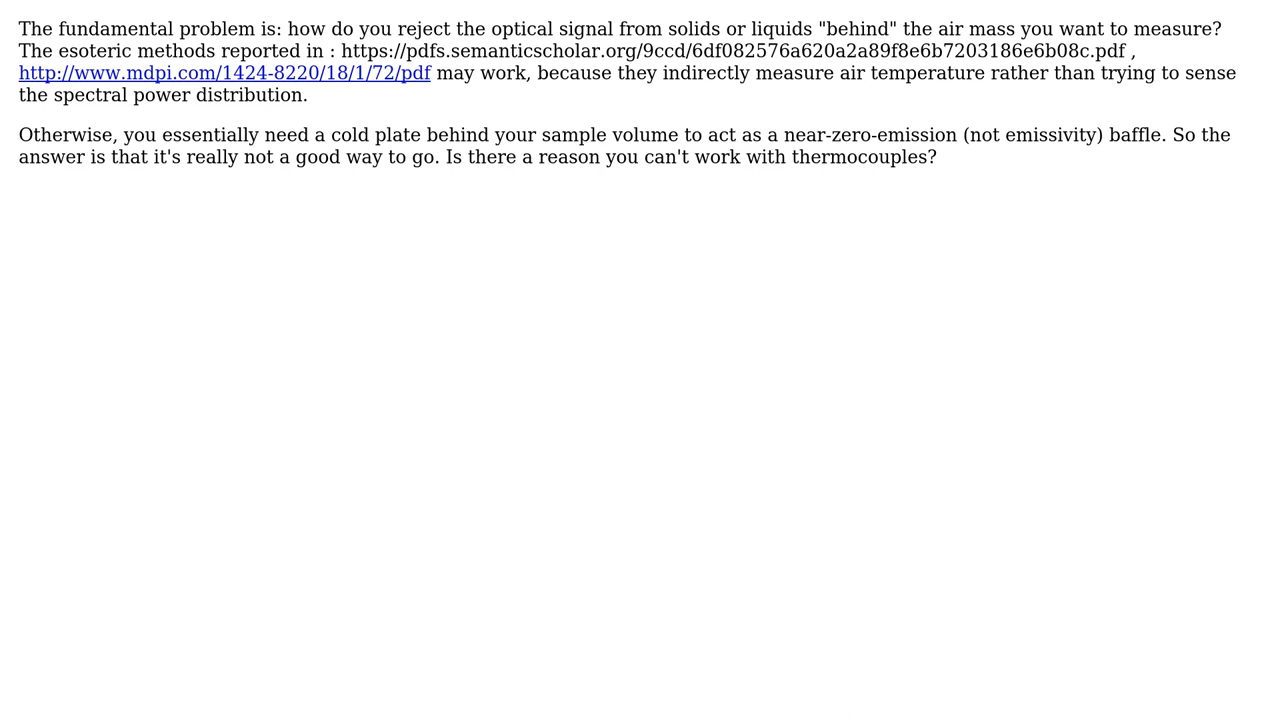 The fundamental problem is: how do you reject the optical signal from solids or liquids "behind" the air mass you want to measure?
The esoteric methods reported in : https://pdfs.semanticscholar.org/9ccd/6df082576a620a2a89f8e6b7203186e6b08c.pdf ,
http://www.mdpi.com/1424-8220/18/1/72/pdf may work, because they indirectly measure air temperature rather than trying to sense
the spectral power distribution.
Otherwise, you essentially need a cold plate behind your sample volume to act as a near-zero-emission (not emissivity) baffle. So the
answer is that it's really not a good way to go. Is there a reason you can't work with thermocouples?